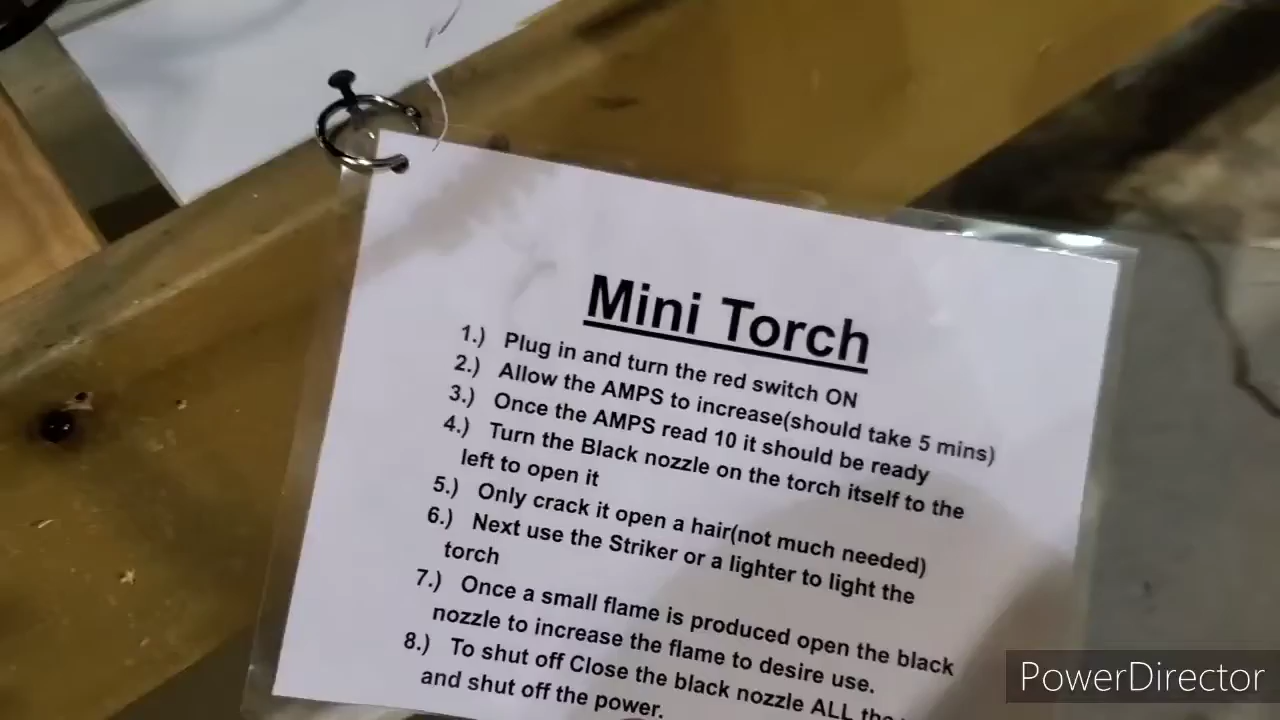 Mini Torch
1.) Plug in and turn the red switch ON
2.) Allow the AMPS to increase(should take 5 mins)
3.) Once the AMPS read 10 it should be ready
4.) Turn the Black nozzle on the torch itself to the
left to open it
5.) Only crack it open a hair(not much needed)
6.) Next use the Striker or a lighter to light the
torch
7.) Once a small flame is produced open the black
nozzle to increase the flame to desire use.
8.) To shut off Close the black nozzle ALL the
and shut off the power.
PowerDirector